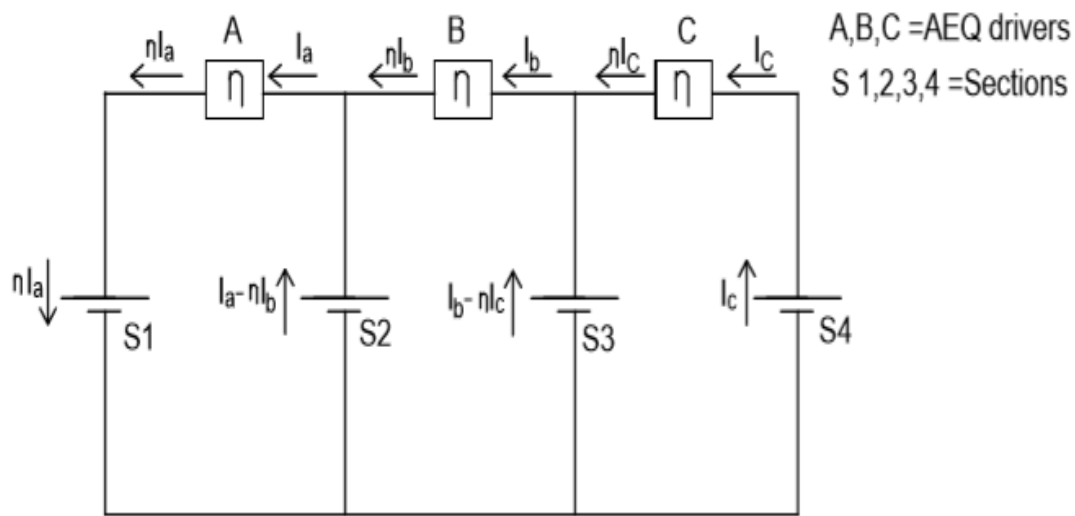 A
B
C
A,B,C =AEQ drivers
S 1,2,3,4 =Sections
ηIa
Ia
ηIb
Ib
ηIC
IC
η
η
η
ηIa
Ia- ηIb
Ib- ηIc
Ic
S1
S2
S3
S4